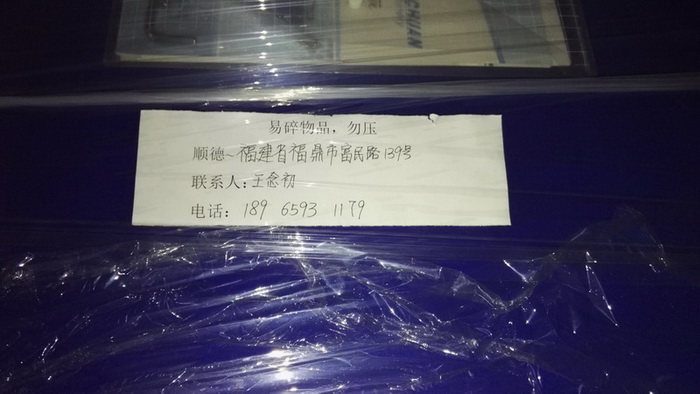 CHUAN
易碎物品，勿压
顺德~福建省福鼎市富民路139号
联系人：王念初
电话：189 6593 1179